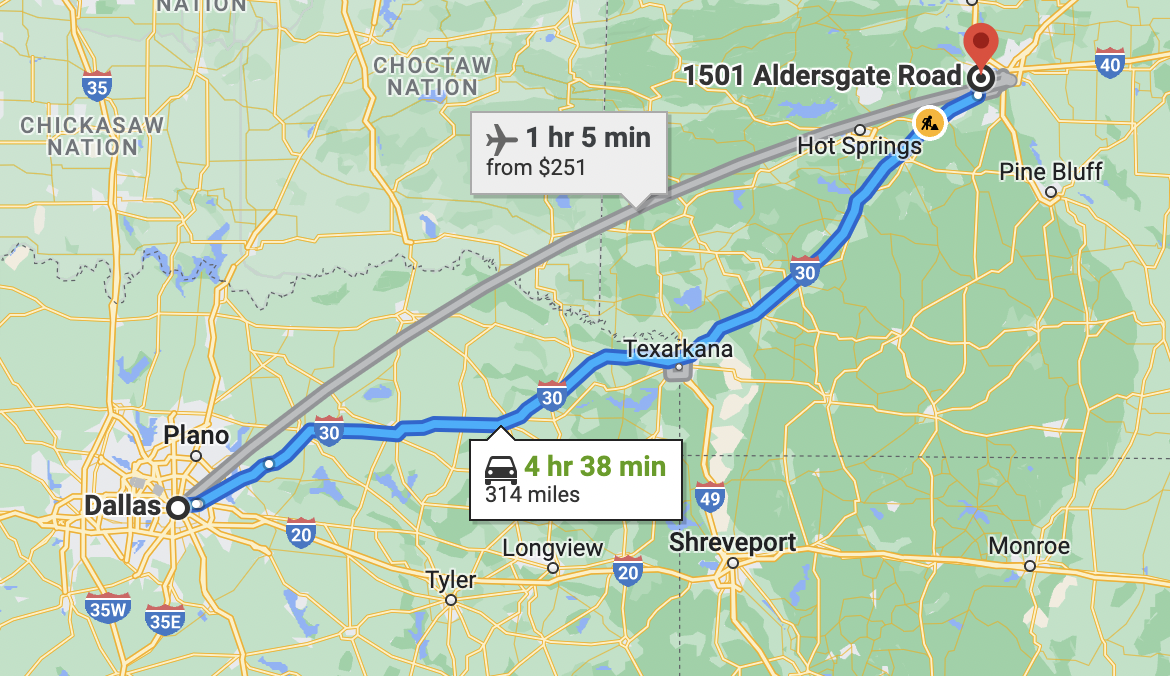 NATION
35
CHOCTAW
NATION
1501 Aldersgate Road
40
CHICKASAW
NATION
1 hr 5 min
from $251
Hot Springs
Pine Bluff
30
Texarkana
30
30
Plano
4 hr 38 min
314 miles
Dallas
49
20
Longview
Shreveport
Monroe
20
Tyler
35W
35E